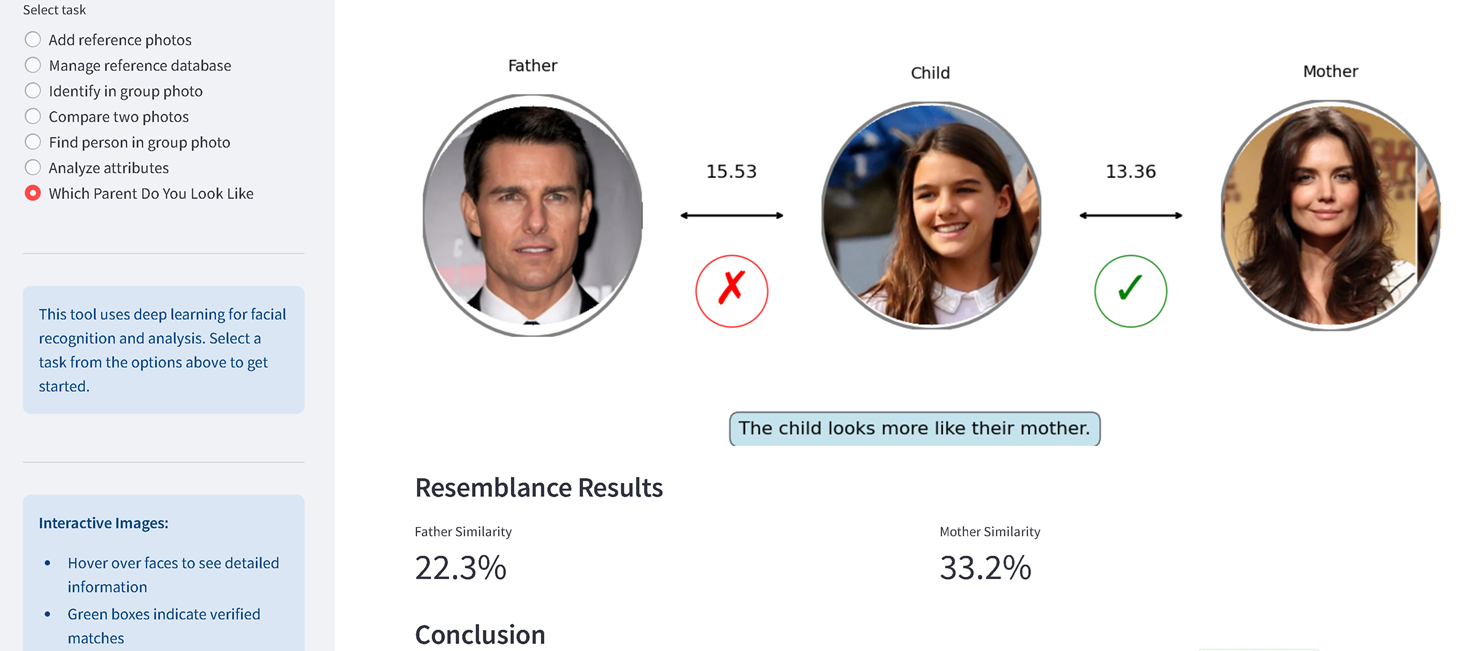 Select task
Add reference photos
Manage reference database
Identify in group photo
Compare two photos
Find person in group photo
Analyze attributes
Which Parent Do You Look Like
This tool uses deep learning for facial
recognition and analysis. Select a
task from the options above to get
started.
Interactive Images:
Hover over faces to see detailed
information
Green boxes indicate verified
matches
Father
Child
Mother
15.53
13.36
✗
✓
The child looks more like their mother.
Resemblance Results
Father Similarity
Mother Similarity
22.3%
33.2%
Conclusion